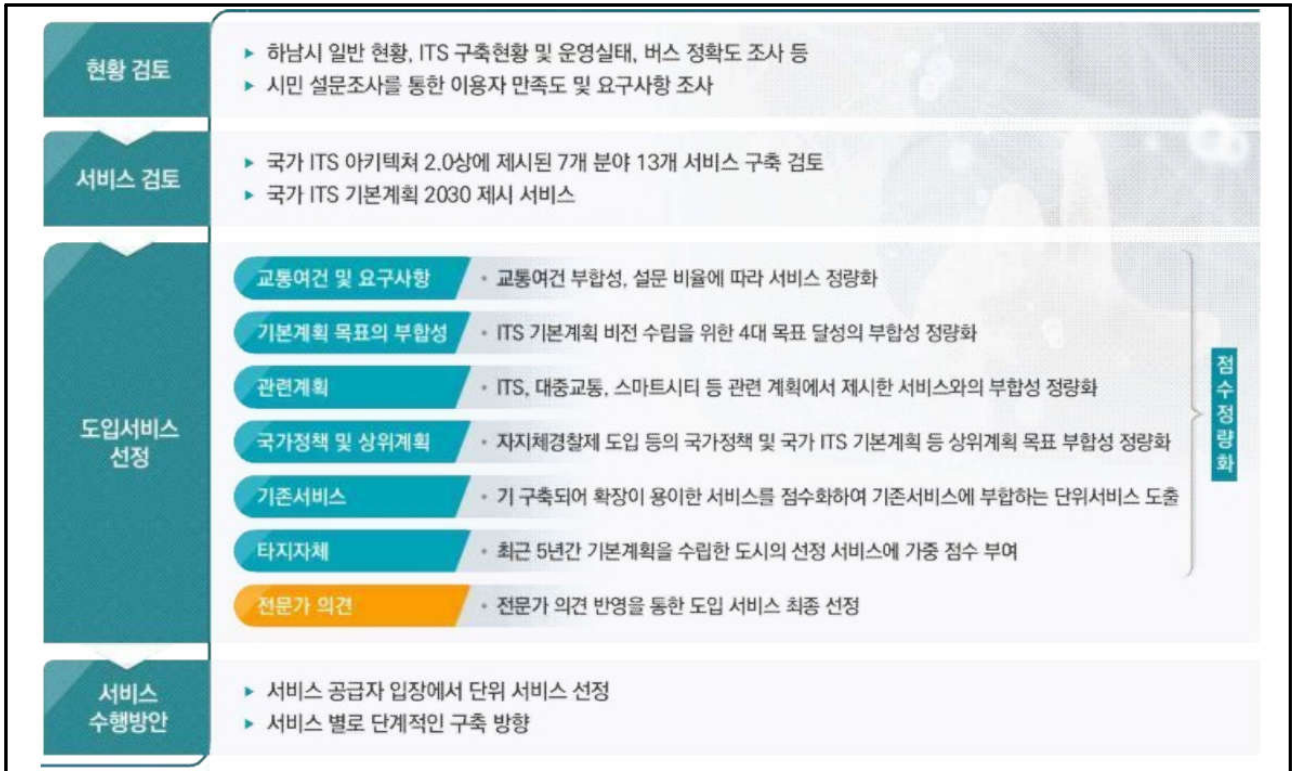 현황 검토
▶ 하남시 일반 현황, ITS 구축현황 및 운영실태, 버스 정확도 조사 등
▶ 시민 설문조사를 통한 이용자 만족도 및 요구사항 조사
서비스 검토
▶ 국가 ITS 아키텍쳐 2.0상에 제시된 7개 분야 13개 서비스 구축 검토
▶ 국가 ITS 기본계획 2030 제시 서비스
도입서비스
선정
교통여건 및 요구사항 • 교통여건 부합성, 설문 비율에 따라 서비스 정량화
기본계획 목표의 부합성 • ITS 기본계획 비전 수립을 위한 4대 목표 달성의 부합성 정량화
관련계획 • ITS, 대중교통, 스마트시티 등 관련 계획에서 제시한 서비스와의 부합성 정량화
국가정책 및 상위계획 • 자지체경찰제 도입 등의 국가정책 및 국가 ITS 기본계획 등 상위계획 목표 부합성 정량화
기존서비스 • 기 구축되어 확장이 용이한 서비스를 점수화하여 기존서비스에 부합하는 단위서비스 도출
타지자체 • 최근 5년간 기본계획을 수립한 도시의 선정 서비스에 가중 점수 부여
전문가 의견 • 전문가 의견 반영을 통한 도입 서비스 최종 선정
점수정량화
서비스
수행방안
▶ 서비스 공급자 입장에서 단위 서비스 선정
▶ 서비스 별로 단계적인 구축 방향